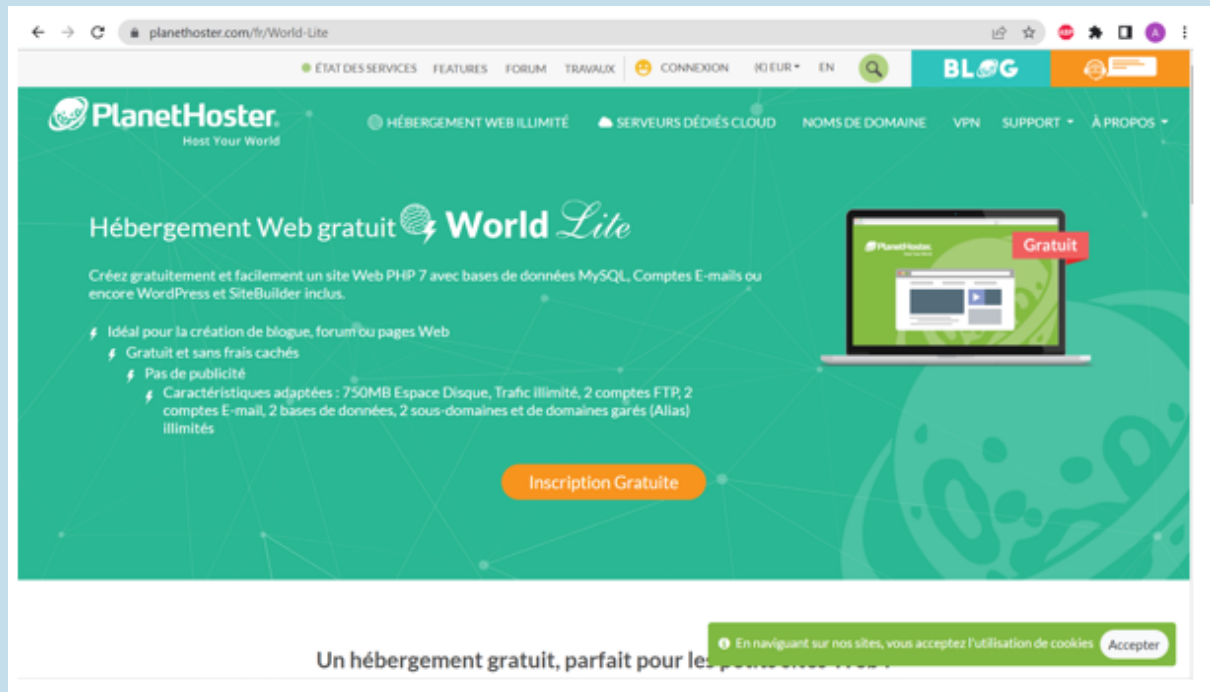 planethoster.com/fr/World-Lite
ÉTAT DES SERVICES FEATURES FORUM TRAVAUX CONNEXION (€) EUR EN BLOG
PlanetHoster
Host Your World
HÉBERGEMENT WEB ILLIMITÉ SERVEURS DÉDIÉS CLOUD NOMS DE DOMAINE VPN SUPPORT À PROPOS
Hébergement Web gratuit World Lite
PlanetHoster
Gratuit
Créez gratuitement et facilement un site Web PHP 7 avec bases de données MySQL, Comptes E-mails ou
encore WordPress et SiteBuilder inclus.
Idéal pour la création de blogue, forum ou pages Web
Gratuit et sans frais cachés
Pas de publicité
Caractéristiques adaptées : 750MB Espace Disque, Trafic illimité, 2 comptes FTP, 2
comptes E-mail, 2 bases de données, 2 sous-domaines et de domaines garés (Alias)
illimités
Inscription Gratuite
En naviguant sur nos sites, vous acceptez l'utilisation de cookies Accepter
Un hébergement gratuit, parfait pour les